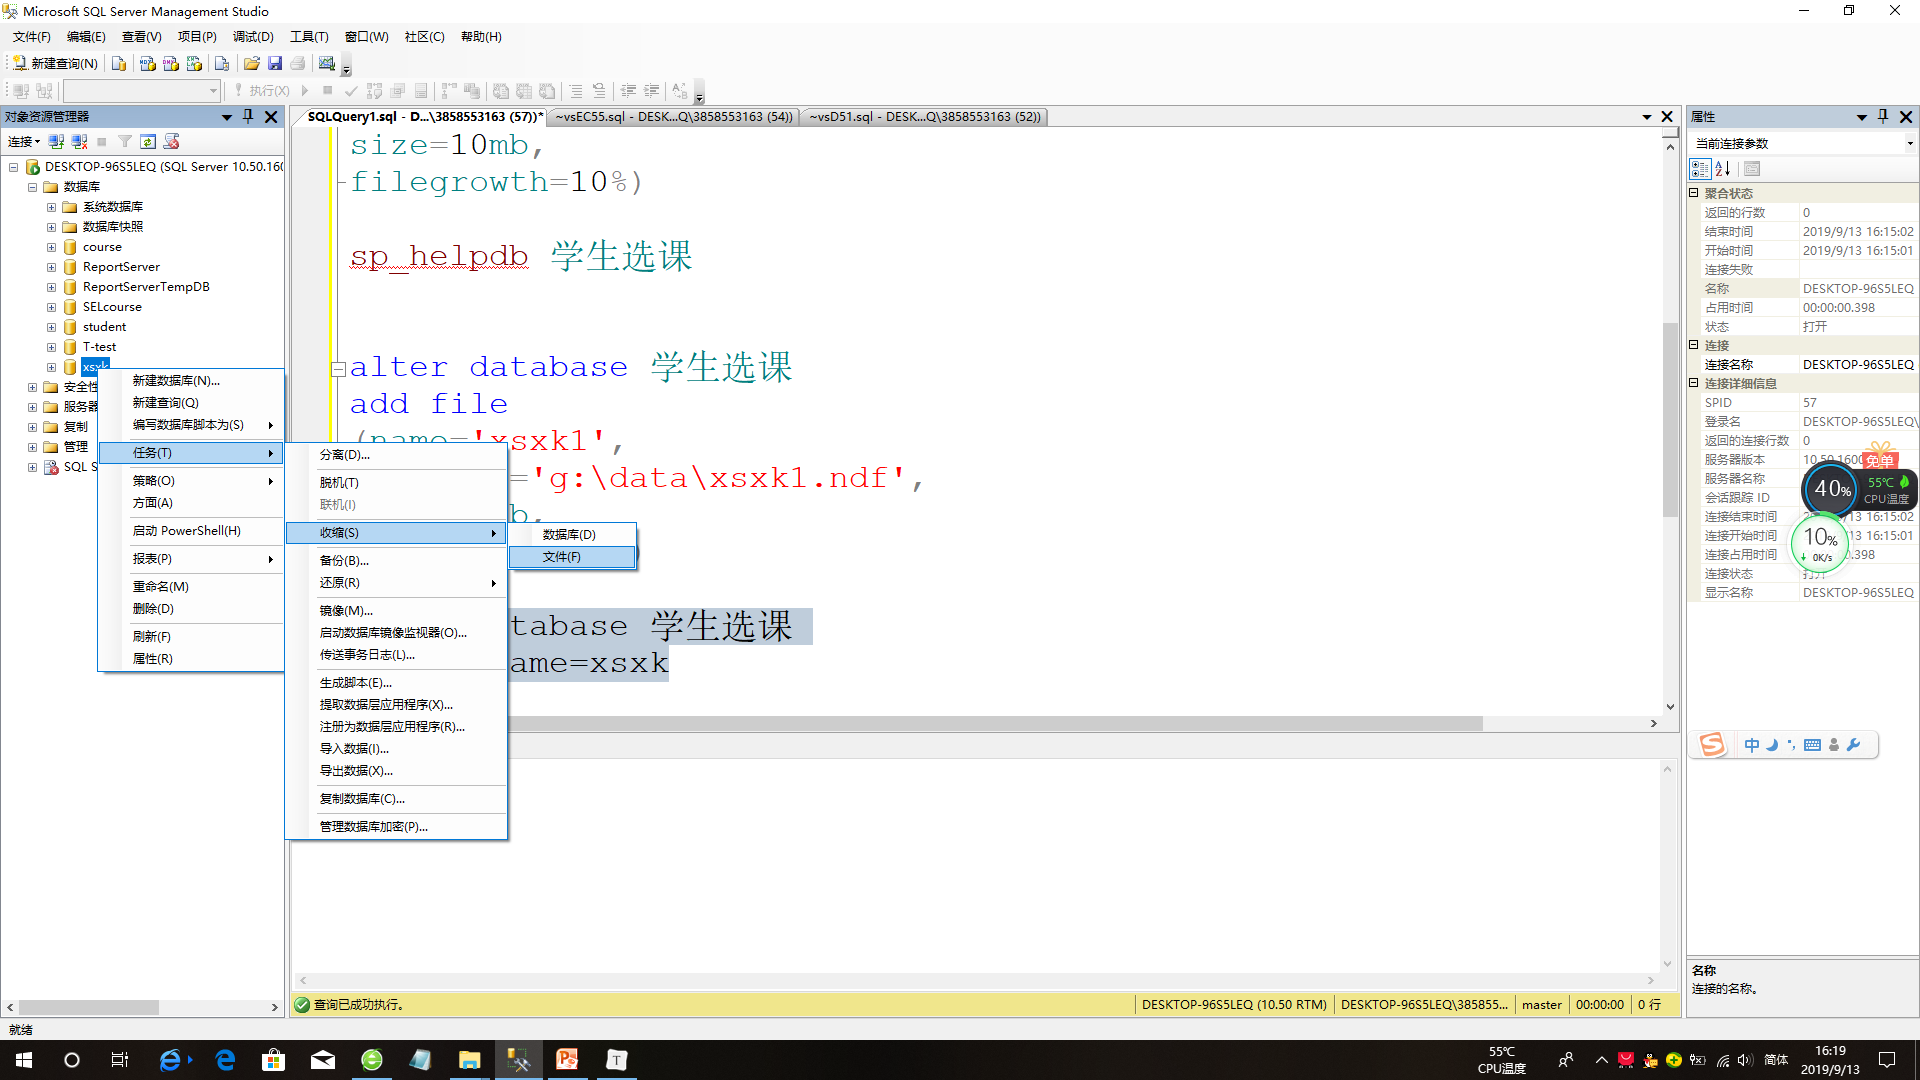 Microsoft SQL Server Management Studio
文件(F) 编辑(E) 查看(V) 项目(P) 调试(D) 工具(T) 窗口(W) 社区(C) 帮助(H)
新建查询(N)
执行(X)
对象资源管理器
连接
DESKTOP-96S5LEQ (SQL Server 10.50.160
数据库
系统数据库
数据库快照
course
ReportServer
ReportServerTempDB
SELcourse
student
T-test
xsxk
安全性
服务器
复制
管理
SQL S
新建数据库(N)...
新建查询(Q)
编写数据库脚本为(S)
任务(T)
策略(O)
方面(A)
启动 PowerShell(H)
报表(P)
重命名(M)
删除(D)
刷新(F)
属性(R)
分离(D)...
脱机(T)
联机(I)
收缩(S)
备份(B)...
还原(R)
镜像(M)...
启动数据库镜像监视器(O)...
传送事务日志(L)...
生成脚本(E)...
提取数据层应用程序(X)...
注册为数据层应用程序(R)...
导入数据(I)...
导出数据(X)...
复制数据库(C)...
管理数据库加密(P)...
数据库(D)
文件(F)
SQLQuery1.sql - D...\3858553163 (57))* ~vsEC55.sql - DESK...Q\3858553163 (54)) ~vsD51.sql - DESK...Q\3858553163 (52))
size=10mb,
filegrowth=10%)
sp_helpdb 学生选课
alter database 学生选课
add file
(name='xsxk1',
='g:\data\xsxk1.ndf',
b,
tabase 学生选课
ame=xsxk
查询已成功执行。 DESKTOP-96S5LEQ (10.50 RTM) DESKTOP-96S5LEQ\385855... master 00:00:00 0 行
属性
当前连接参数
聚合状态
返回的行数 0
结束时间 2019/9/13 16:15:02
开始时间 2019/9/13 16:15:01
连接失败
名称 DESKTOP-96S5LEQ
占用时间 00:00:00.398
状态 打开
连接
连接名称 DESKTOP-96S5LEQ
连接详细信息
SPID 57
登录名 DESKTOP-96S5LEQ\
返回的连接行数 0
服务器版本 10.50.1600
服务器名称
会话跟踪 ID
连接结束时间 /13 16:15:02
连接开始时间 /13 16:15:01
连接占用时间 0.398
连接状态 打开
显示名称 DESKTOP-96S5LEQ
免单
40% 55℃
CPU温度
10%
0K/s
中
名称
连接的名称。
就绪
55℃
CPU温度
简体
16:19
2019/9/13